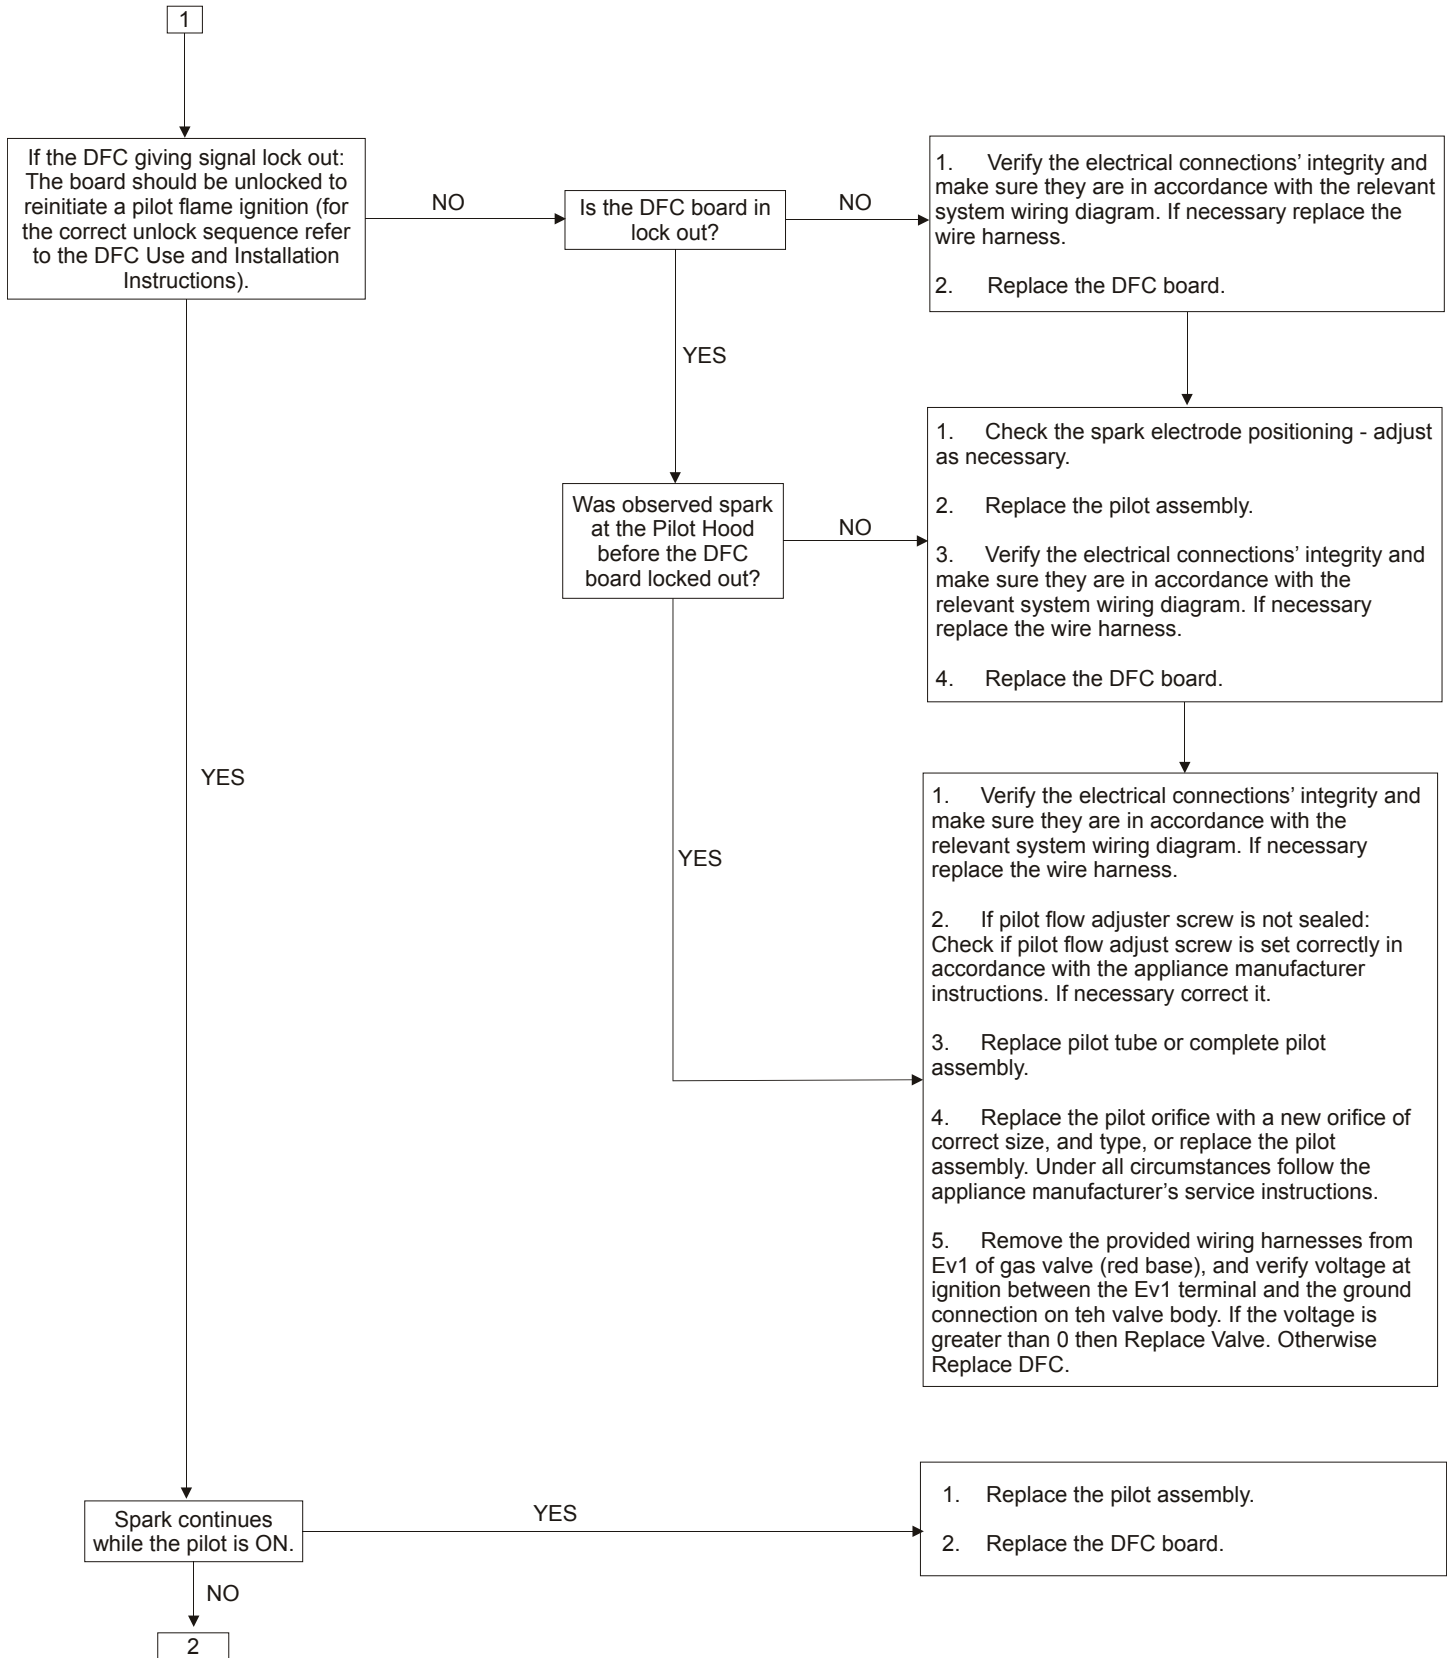 1
If the DFC giving signal lock out:
The board should be unlocked to
reinitiate a pilot flame ignition (for
the correct unlock sequence refer
to the DFC Use and Installation
Instructions).
NO
Is the DFC board in
lock out?
NO
1. Verify the electrical connections’ integrity and
make sure they are in accordance with the relevant
system wiring diagram. If necessary replace the
wire harness.
2. Replace the DFC board.
YES
Was observed spark
at the Pilot Hood
before the DFC
board locked out?
NO
1. Check the spark electrode positioning - adjust
as necessary.
2. Replace the pilot assembly.
3. Verify the electrical connections’ integrity and
make sure they are in accordance with the
relevant system wiring diagram. If necessary
replace the wire harness.
4. Replace the DFC board.
YES
YES
1. Verify the electrical connections’ integrity and
make sure they are in accordance with the
relevant system wiring diagram. If necessary
replace the wire harness.
2. If pilot flow adjuster screw is not sealed:
Check if pilot flow adjust screw is set correctly in
accordance with the appliance manufacturer
instructions. If necessary correct it.
3. Replace pilot tube or complete pilot
assembly.
4. Replace the pilot orifice with a new orifice of
correct size, and type, or replace the pilot
assembly. Under all circumstances follow the
appliance manufacturer’s service instructions.
5. Remove the provided wiring harnesses from
Ev1 of gas valve (red base), and verify voltage at
ignition between the Ev1 terminal and the ground
connection on teh valve body. If the voltage is
greater than 0 then Replace Valve. Otherwise
Replace DFC.
Spark continues
while the pilot is ON.
YES
1. Replace the pilot assembly.
2. Replace the DFC board.
NO
2